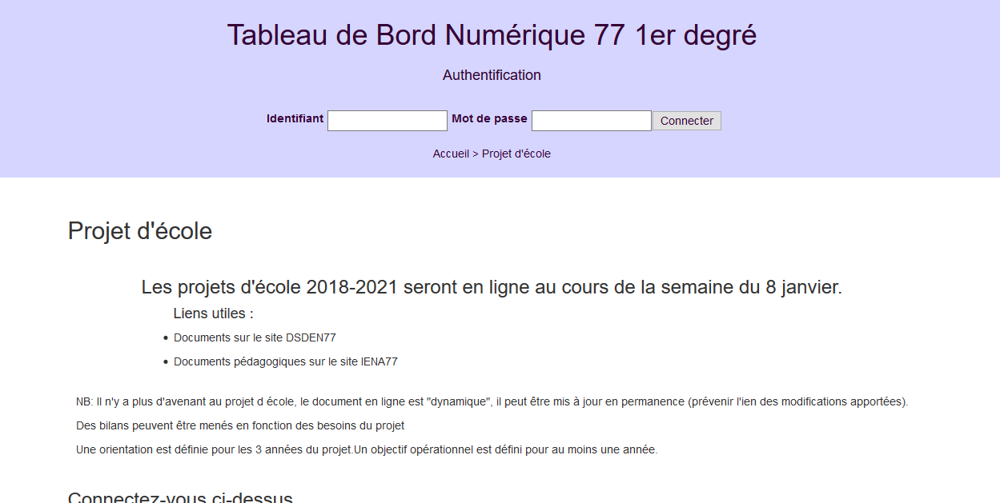 Tableau de Bord Numérique 77 1er degré
Authentification
Identifiant Mot de passe Connecter
Accueil > Projet d'école
Projet d'école
Les projets d'école 2018-2021 seront en ligne au cours de la semaine du 8 janvier.
Liens utiles :
• Documents sur le site DSDEN77
• Documents pédagogiques sur le site IENA77
NB: Il n'y a plus d'avenant au projet d école, le document en ligne est "dynamique", il peut être mis à jour en permanence (prévenir l'ien des modifications apportées).
Des bilans peuvent être menés en fonction des besoins du projet
Une orientation est définie pour les 3 années du projet.Un objectif opérationnel est défini pour au moins une année.
Connectez-vous ci-dessus